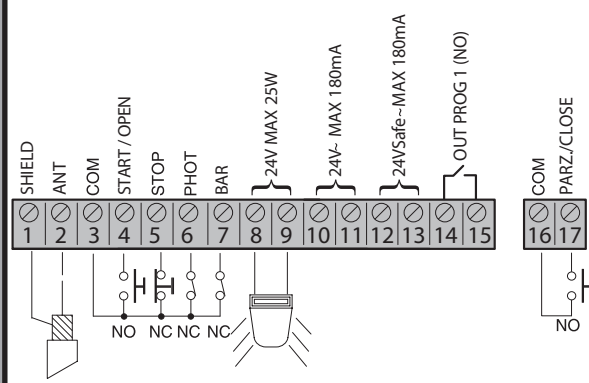 SHIELD
ANT
COM
START / OPEN
STOP
PHOT
BAR
24V MAX 25W
24V~ MAX 180mA
24VSafe~MAX 180mA
OUT PROG 1 (NO)
COM
PARZ./CLOSE
1 2 3 4 5 6 7 8 9 10 11 12 13 14 15 16 17
NO NC NC NC
NO